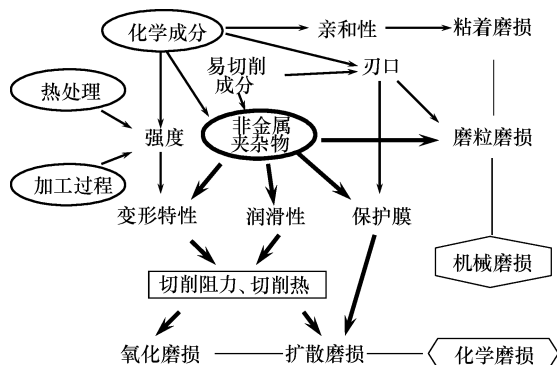 化学成分
亲和性
粘着磨损
易切削
成分
刃口
热处理
强度
非金属
夹杂物
磨粒磨损
加工过程
变形特性
润滑性
保护膜
机械磨损
切削阻力、切削热
氧化磨损
扩散磨损
化学磨损